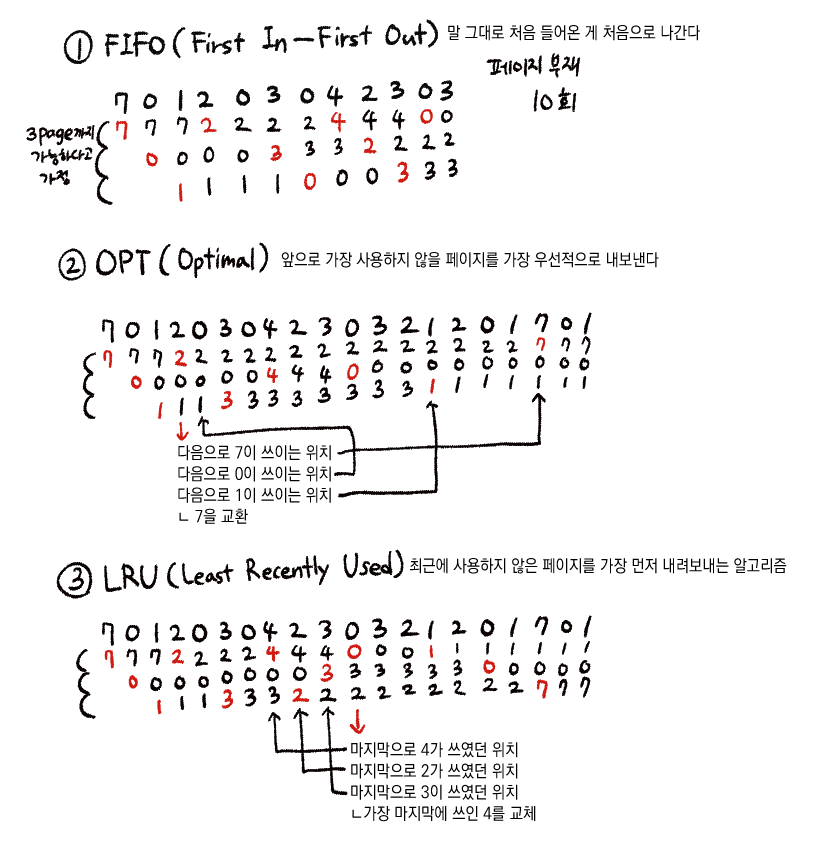 ① FIFO (First In-First Out) 말 그대로 처음 들어온 게 처음으로 나간다
페이지 부재
10회
7 0 1 2 0 3 0 4 2 3 0 3
3page까지
가능하다고
가정
7 7 7 2 2 2 2 4 4 4 0 0
0 0 0 0 3 3 3 2 2 2 2
1 1 1 1 0 0 0 3 3 3
② OPT (Optimal) 앞으로 가장 사용하지 않을 페이지를 가장 우선적으로 내보낸다
7 0 1 2 0 3 0 4 2 3 0 3 2 1 2 0 1 7 0 1
7 7 7 2 2 2 2 2 2 2 2 2 2 2 2 2 2 7 7 7
0 0 0 0 0 0 4 4 4 0 0 0 0 0 0 0 0 0 0
1 1 1 3 3 3 3 3 3 3 3 1 1 1 1 1 1 1
다음으로 7이 쓰이는 위치
다음으로 0이 쓰이는 위치
다음으로 1이 쓰이는 위치
ㄴ 7을 교환
③ LRU (Least Recently Used) 최근에 사용하지 않은 페이지를 가장 먼저 내려보내는 알고리즘
7 0 1 2 0 3 0 4 2 3 0 3 2 1 2 0 1 7 0 1
7 7 7 2 2 2 2 4 4 4 0 0 0 1 1 1 1 1 1 1
0 0 0 0 0 0 0 0 3 3 3 3 3 3 0 0 0 0 0
1 1 1 3 3 3 2 2 2 2 2 2 2 2 2 7 7 7
마지막으로 4가 쓰였던 위치
마지막으로 2가 쓰였던 위치
마지막으로 3이 쓰였던 위치
ㄴ가장 마지막에 쓰인 4를 교체